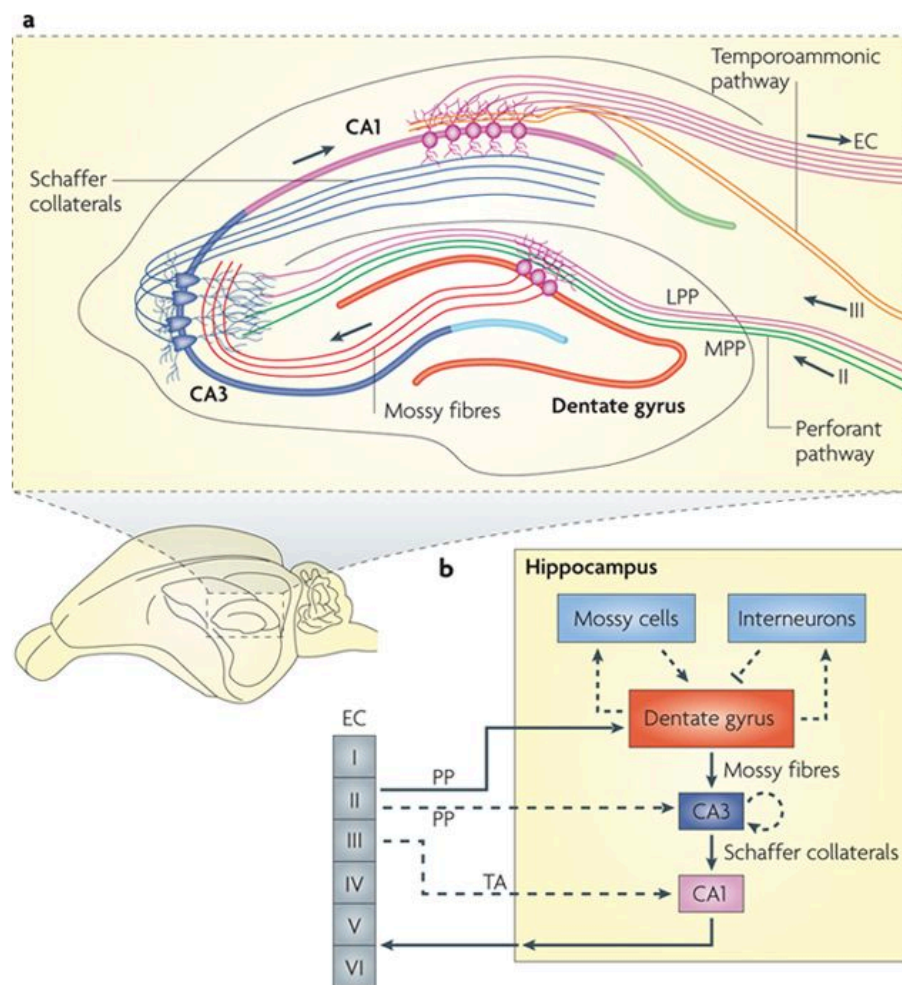 a
Temporoammonic
pathway
CA1
EC
Schaffer
collaterals
LPP
III
MPP
II
CA3
Mossy fibres
Dentate gyrus
Perforant
pathway
b
Hippocampus
Mossy cells
Interneurons
EC
Dentate gyrus
I
PP
Mossy fibres
II
CA3
PP
III
Schaffer collaterals
IV
TA
CA1
V
VI